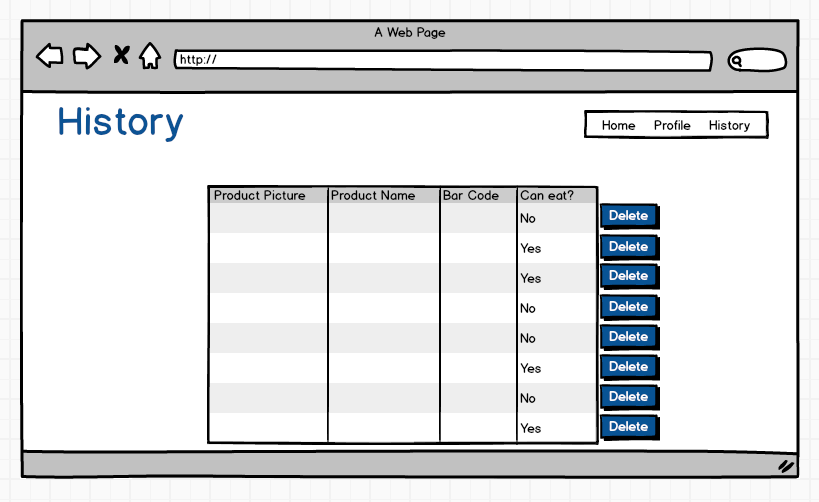 A Web Page
http://
History
Home Profile History
Product Picture Product Name Bar Code Can eat?
No Delete
Yes Delete
Yes Delete
No Delete
No Delete
Yes Delete
No Delete
Yes Delete